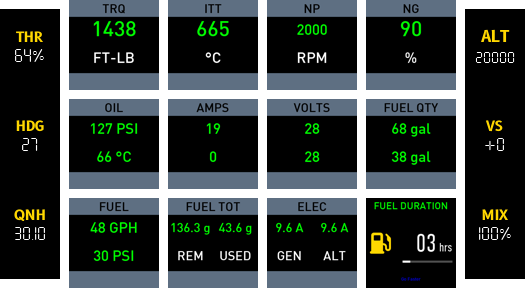 THR
64%
HDG
27
QNH
30.10
TRQ
1438
FT-LB
ITT
665
°C
NP
2000
RPM
NG
90
%
OIL
127 PSI
66 °C
AMPS
19
0
VOLTS
28
28
FUEL QTY
68 gal
38 gal
FUEL
48 GPH
30 PSI
FUEL TOT
136.3 g 43.6 g
REM USED
ELEC
9.6 A 9.6 A
GEN ALT
FUEL DURATION
03 hrs
ALT
20000
VS
+0
MIX
100%